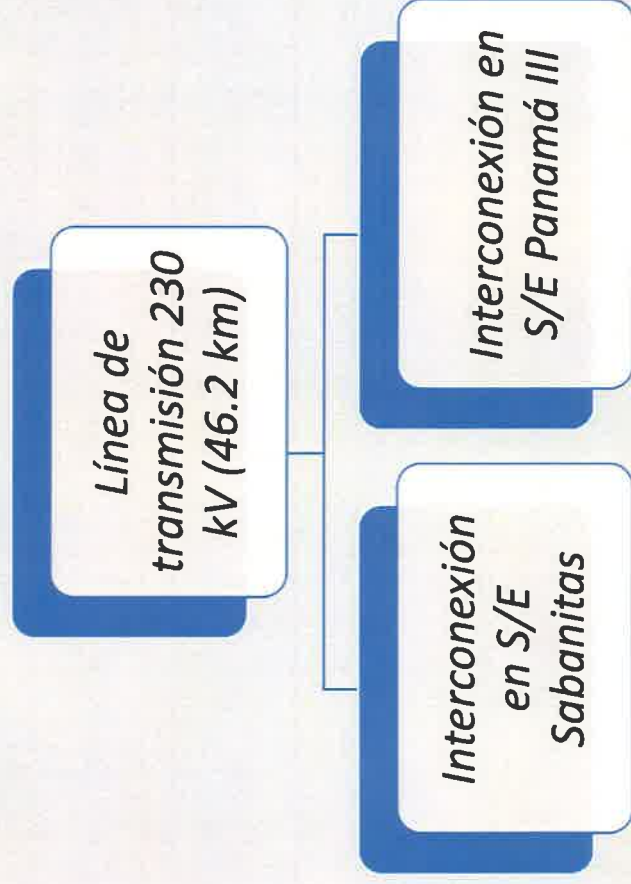 Línea de
transmisión 230
kV (46.2 km)
Interconexión
en S/E
Sabanitas
Interconexión en
S/E Panamá III